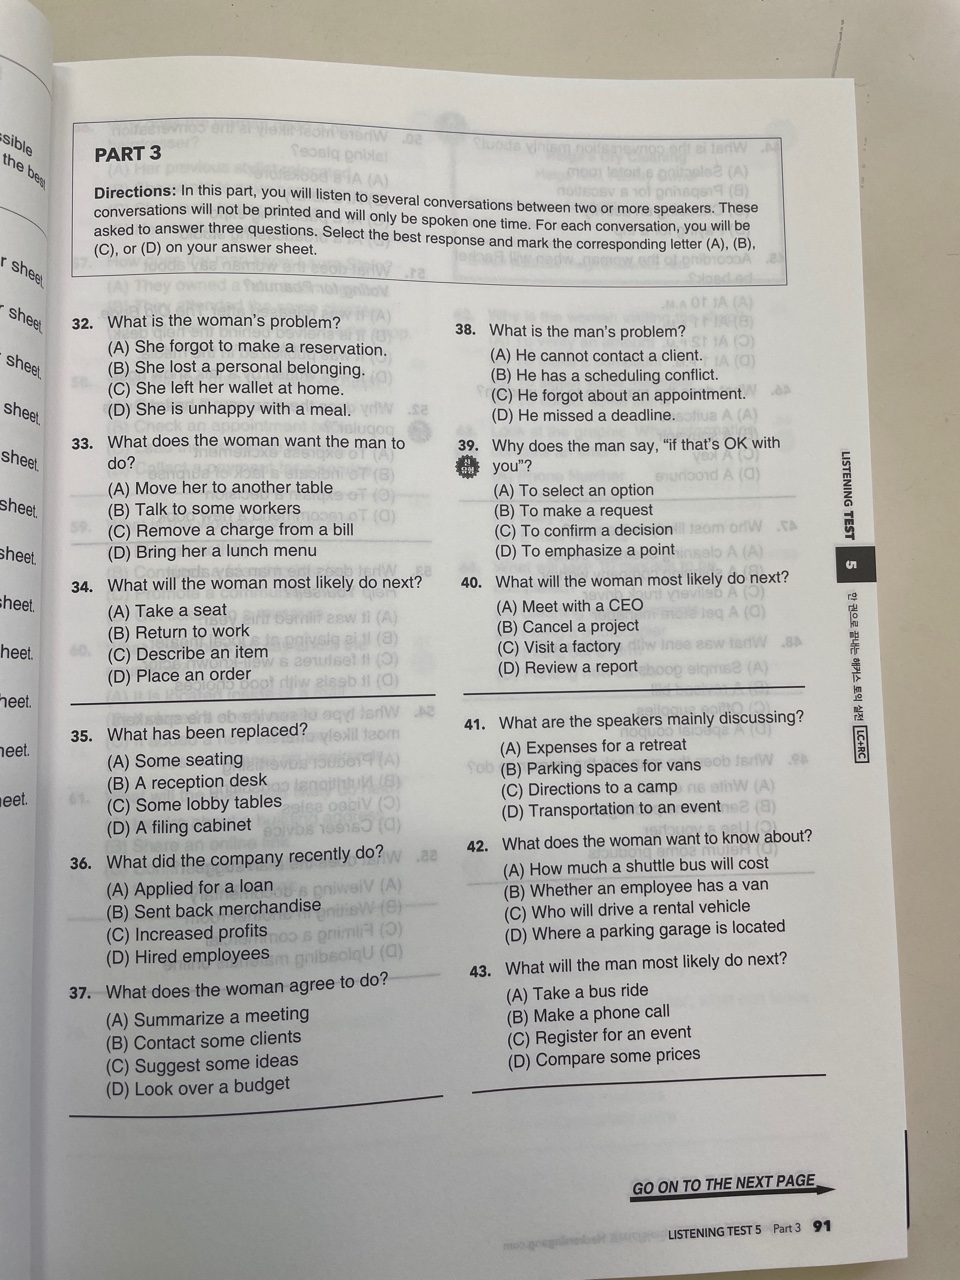 ssible
the best
r sheet.
r sheet.
sheet.
sheet.
sheet.
sheet.
sheet.
sheet.
heet.
heet.
heet.
eet.
PART 3
Directions: In this part, you will listen to several conversations between two or more speakers. These
conversations will not be printed and will only be spoken one time. For each conversation, you will be
asked to answer three questions. Select the best response and mark the corresponding letter (A), (B),
(C), or (D) on your answer sheet.
32. What is the woman's problem?
(A) She forgot to make a reservation.
(B) She lost a personal belonging.
(C) She left her wallet at home.
(D) She is unhappy with a meal.
33. What does the woman want the man to
do?
(A) Move her to another table
(B) Talk to some workers
(C) Remove a charge from a bill
(D) Bring her a lunch menu
34. What will the woman most likely do next?
(A) Take a seat
(B) Return to work
(C) Describe an item
(D) Place an order
35. What has been replaced?
(A) Some seating
(B) A reception desk
(C) Some lobby tables
(D) A filing cabinet
36. What did the company recently do?
(A) Applied for a loan
(B) Sent back merchandise
(C) Increased profits
(D) Hired employees
37. What does the woman agree to do?
(A) Summarize a meeting
(B) Contact some clients
(C) Suggest some ideas
(D) Look over a budget
38. What is the man's problem?
(A) He cannot contact a client.
(B) He has a scheduling conflict.
(C) He forgot about an appointment.
(D) He missed a deadline.
39. Why does the man say, "if that's OK with
신유형 you"?
(A) To select an option
(B) To make a request
(C) To confirm a decision
(D) To emphasize a point
40. What will the woman most likely do next?
(A) Meet with a CEO
(B) Cancel a project
(C) Visit a factory
(D) Review a report
41. What are the speakers mainly discussing?
(A) Expenses for a retreat
(B) Parking spaces for vans
(C) Directions to a camp
(D) Transportation to an event
42. What does the woman want to know about?
(A) How much a shuttle bus will cost
(B) Whether an employee has a van
(C) Who will drive a rental vehicle
(D) Where a parking garage is located
43. What will the man most likely do next?
(A) Take a bus ride
(B) Make a phone call
(C) Register for an event
(D) Compare some prices
LISTENING TEST 5 한 권으로 끝내는 해커스 토익 실전 LC+RC
GO ON TO THE NEXT PAGE
LISTENING TEST 5 Part 3 91